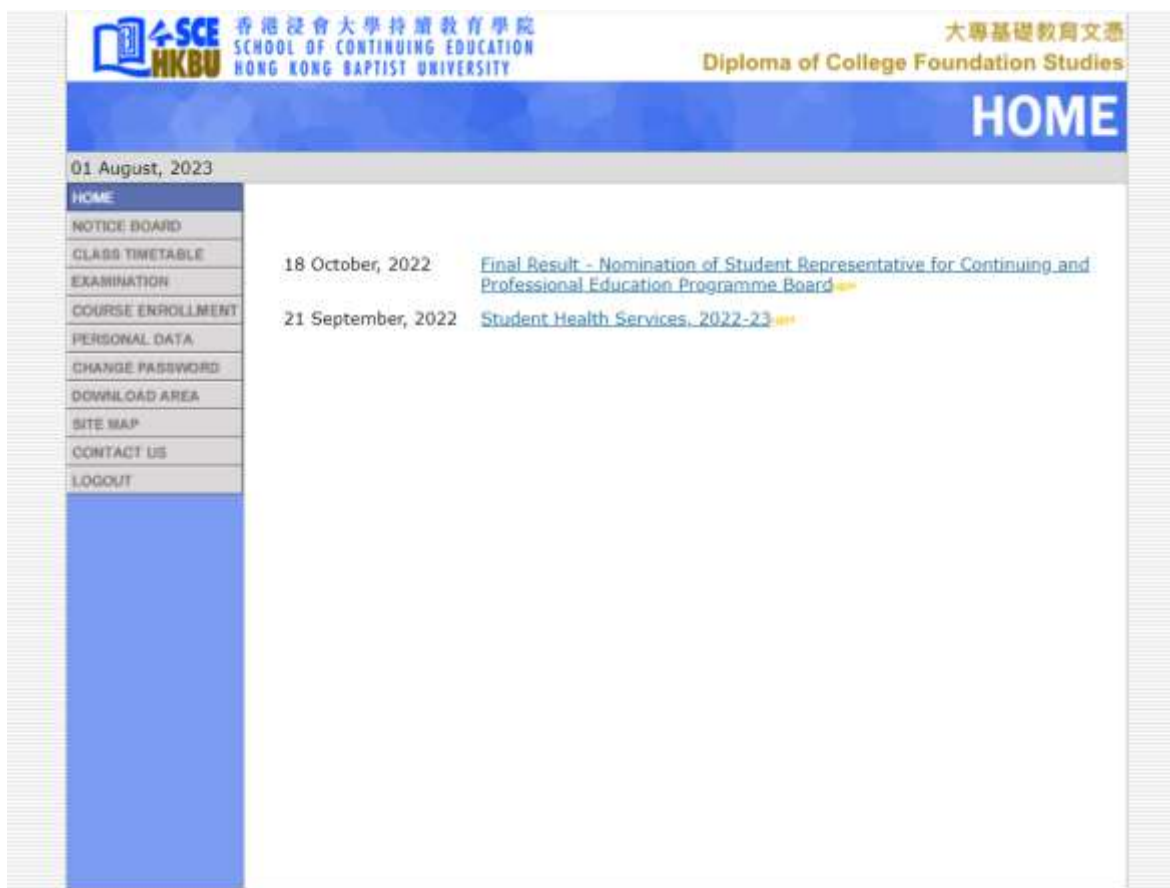 SCE
HKBU
香港浸會大學持續教育學院
SCHOOL OF CONTINUING EDUCATION
HONG KONG BAPTIST UNIVERSITY
大專基礎教育文憑
Diploma of College Foundation Studies
HOME
01 August, 2023
HOME
NOTICE BOARD
CLASS TIMETABLE
EXAMINATION
COURSE ENROLLMENT
PERSONAL DATA
CHANGE PASSWORD
DOWNLOAD AREA
SITE MAP
CONTACT US
LOGOUT
18 October, 2022 Final Result - Nomination of Student Representative for Continuing and
Professional Education Programme Board
21 September, 2022 Student Health Services, 2022-23